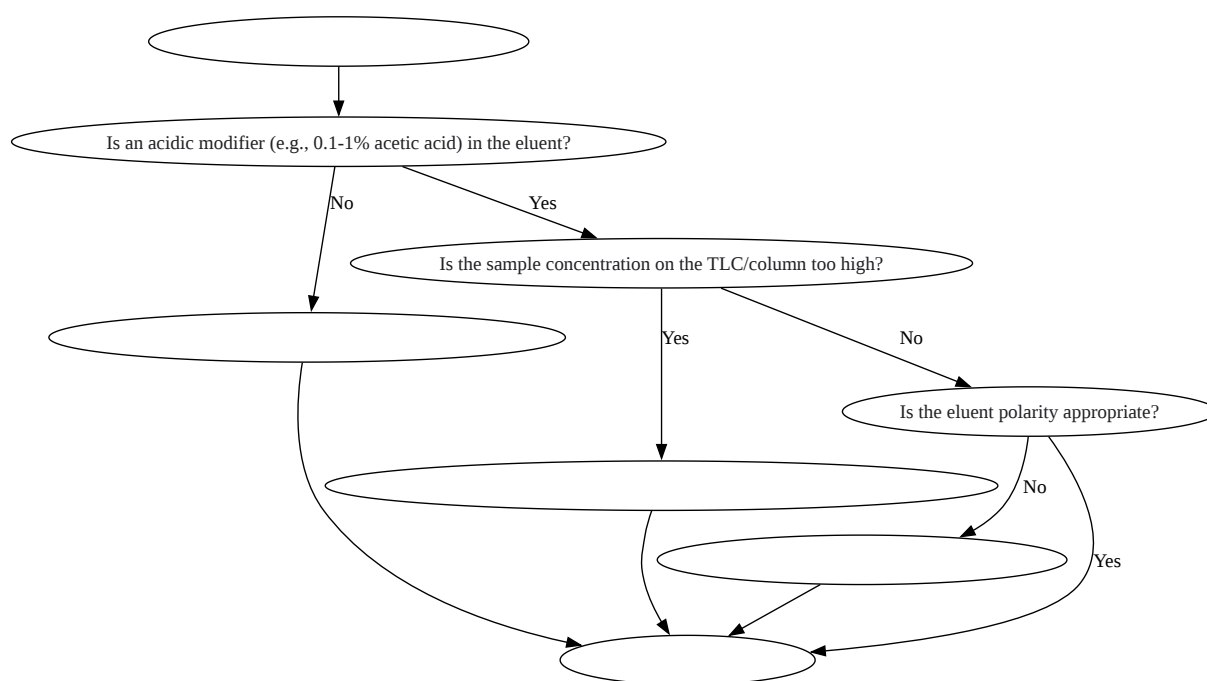 Is an acidic modifier (e.g., 0.1-1% acetic acid) in the eluent?
No
Yes
Is the sample concentration on the TLC/column too high?
Yes
No
Is the eluent polarity appropriate?
No
Yes